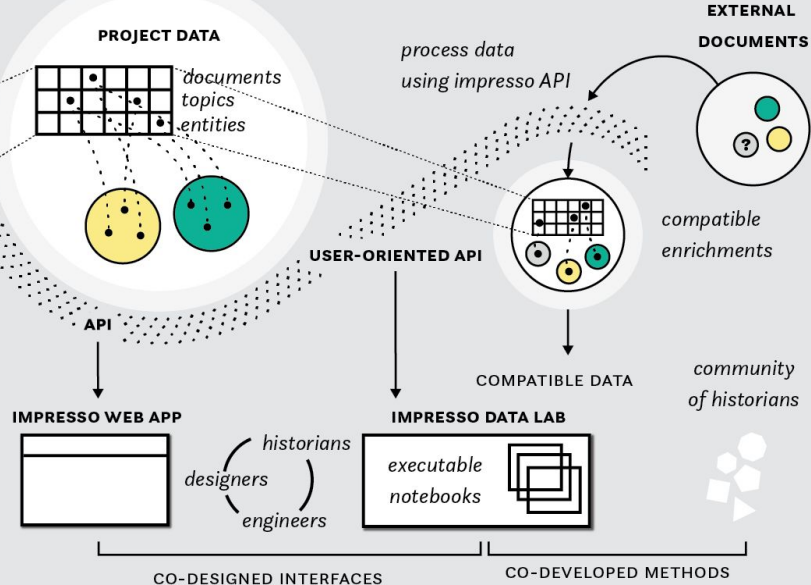 EXTERNAL
DOCUMENTS
PROJECT DATA
documents
topics
entities
process data
using impresso API
?
compatible
enrichments
USER-ORIENTED API
API
COMPATIBLE DATA
community
of historians
IMPRESSO WEB APP
IMPRESSO DATA LAB
historians
designers
engineers
executable
notebooks
CO-DESIGNED INTERFACES
CO-DEVELOPED METHODS